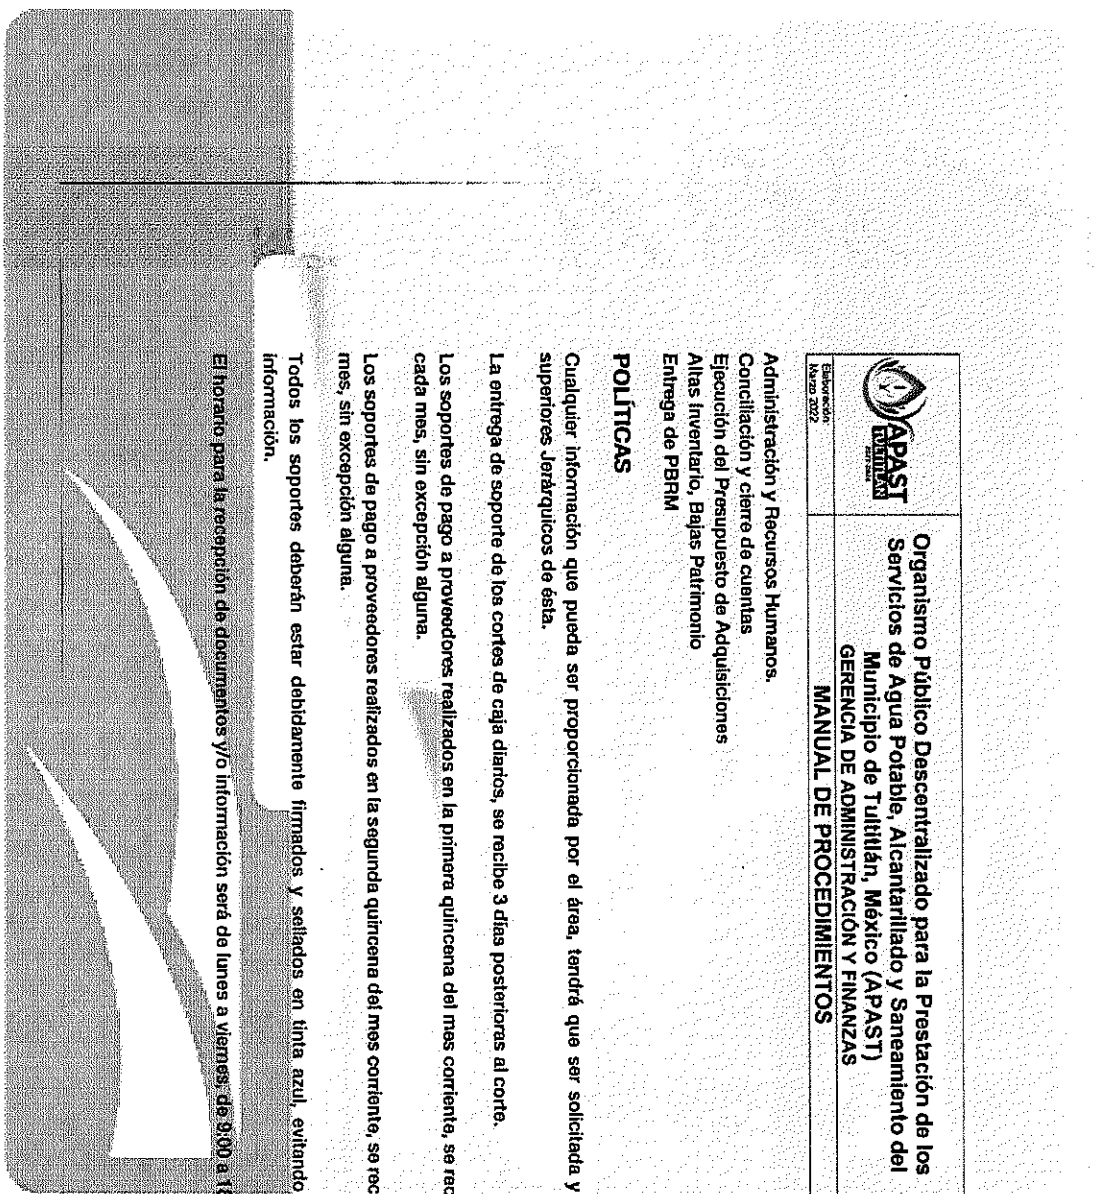 APAST
TULTITLÁN
Elaboración:
Marzo 2022
Organismo Público Descentralizado para la Prestación de los
Servicios de Agua Potable, Alcantarillado y Saneamiento del
Municipio de Tultitlán, México (APAST)
GERENCIA DE ADMINISTRACIÓN Y FINANZAS
MANUAL DE PROCEDIMIENTOS
Administración y Recursos Humanos.
Conciliación y cierre de cuentas
Ejecución del Presupuesto de Adquisiciones
Altas Inventario, Bajas Patrimonio
Entrega de PBRM
POLÍTICAS
Cualquier información que pueda ser proporcionada por el área, tendrá que ser solicitada y
superiores Jerárquicos de ésta.
La entrega de soporte de los cortes de caja diarios, se recibe 3 días posteriores al corte.
Los soportes de pago a proveedores realizados en la primera quincena del mes corriente, se rec
cada mes, sin excepción alguna.
Los soportes de pago a proveedores realizados en la segunda quincena del mes corriente, se rec
mes, sin excepción alguna.
Todos los soportes deberán estar debidamente firmados y sellados en tinta azul, evitando
información.
El horario para la recepción de documentos y/o información será de lunes a viernes, de 9:00 a 18